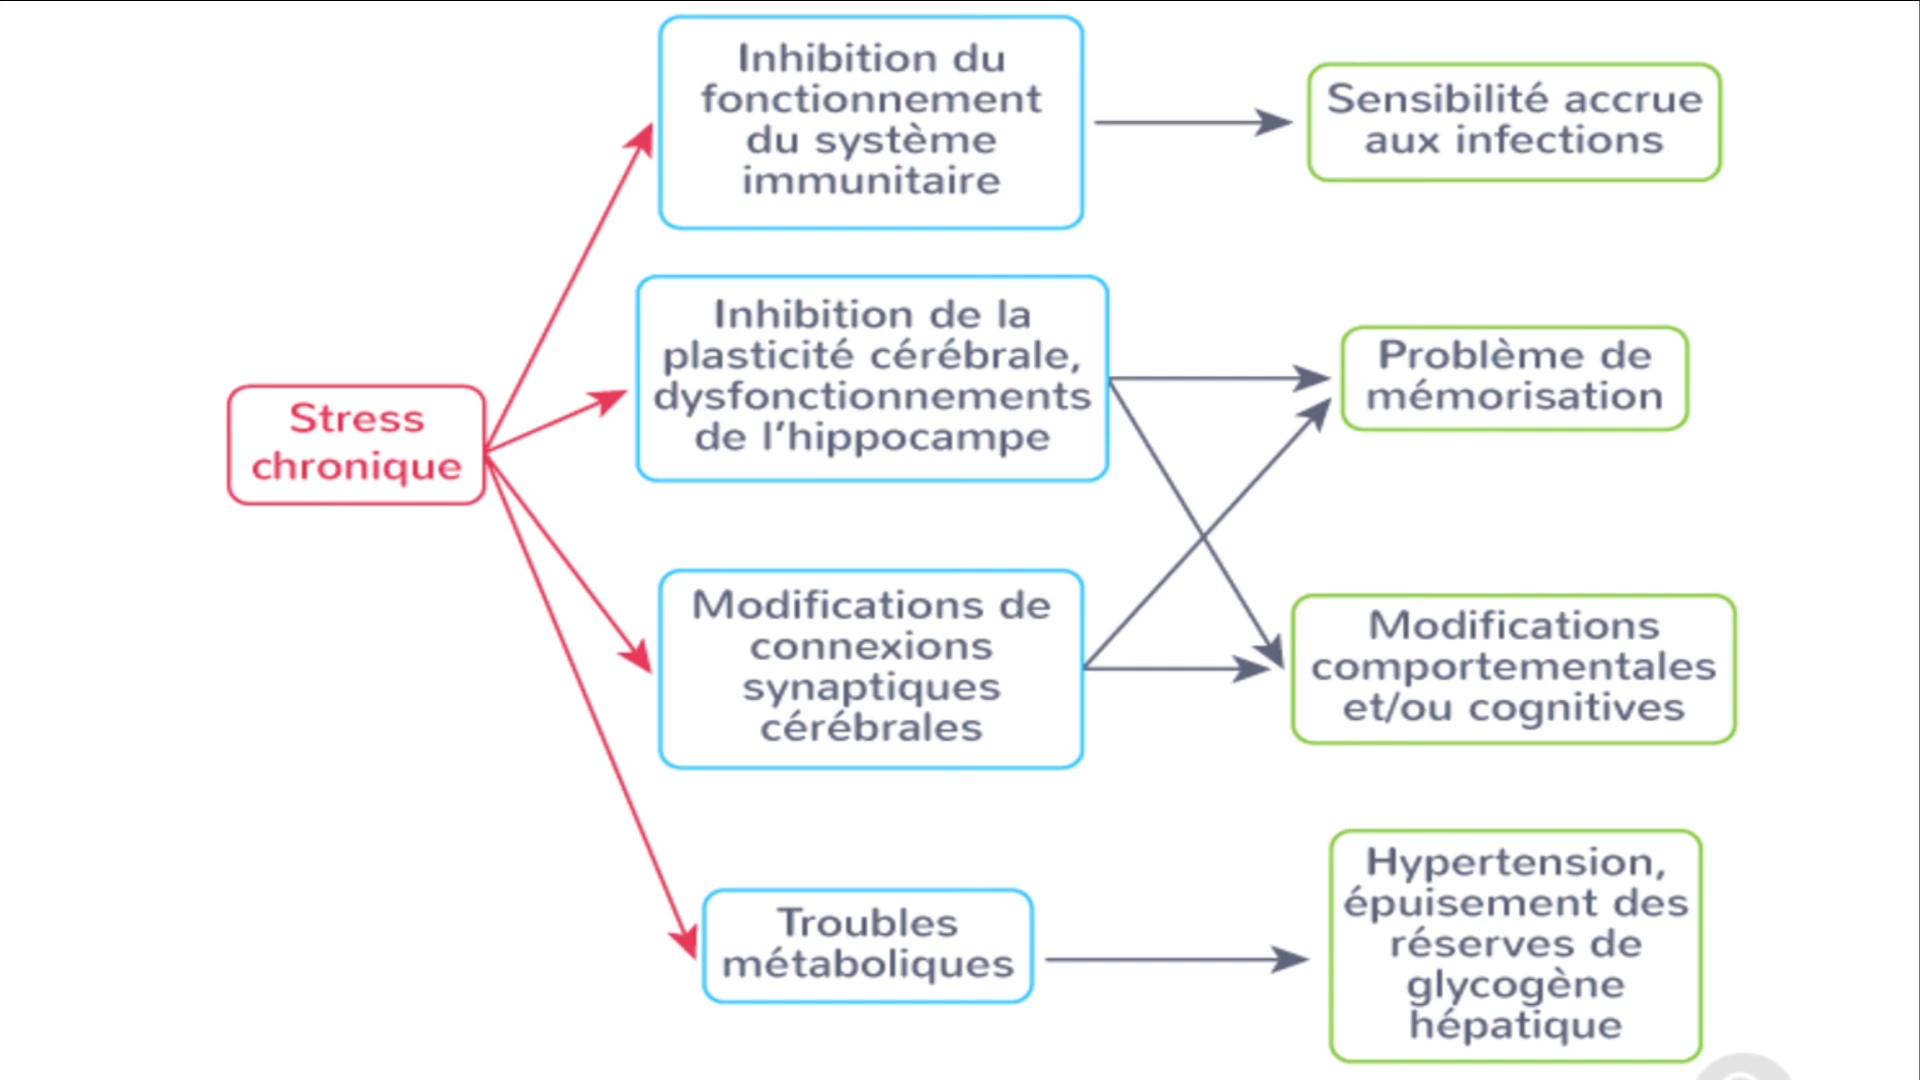 Inhibition du
fonctionnement
du système
immunitaire
Sensibilité accrue
aux infections
Inhibition de la
plasticité cérébrale,
dysfonctionnements
de l’hippocampe
Problème de
mémorisation
Stress
chronique
Modifications de
connexions
synaptiques
cérébrales
Modifications
comportementales
et/ou cognitives
Troubles
métaboliques
Hypertension,
épuisement des
réserves de
glycogène
hépatique